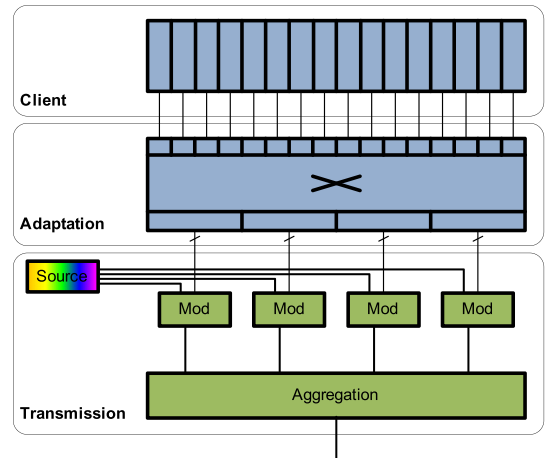 Client
Adaptation
Source
Mod Mod Mod Mod
Aggregation
Transmission